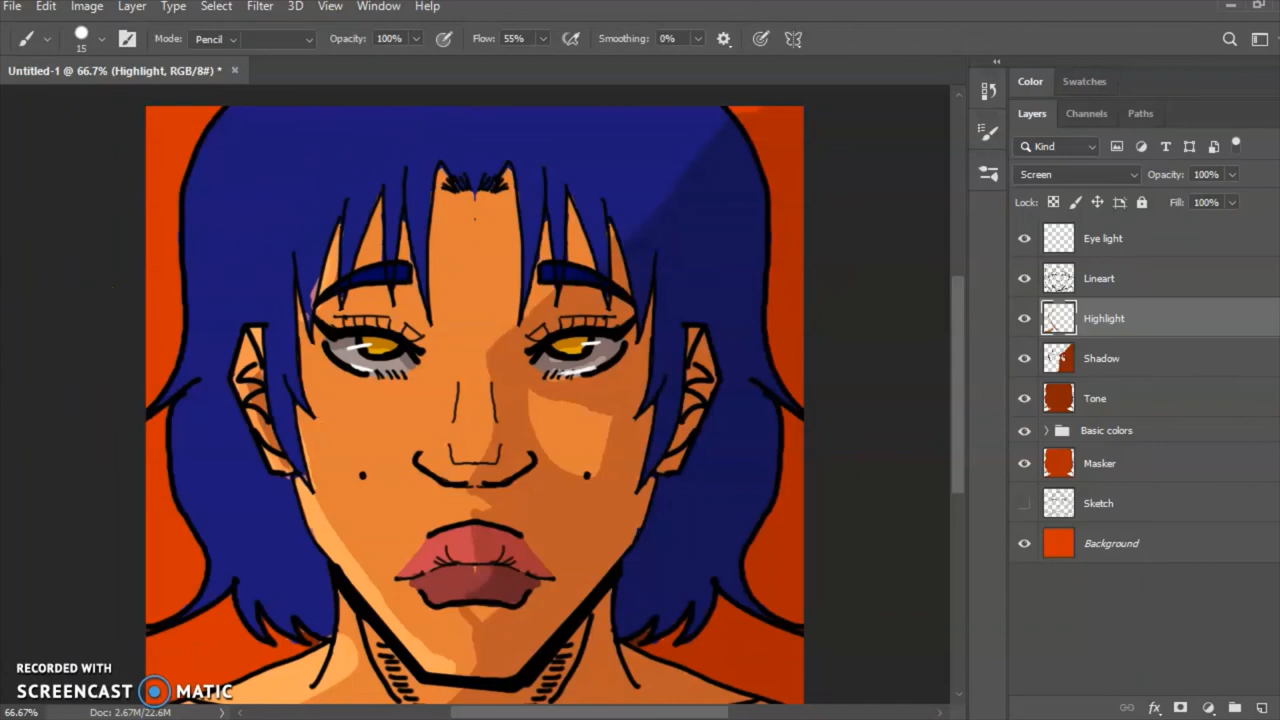 File Edit Image Layer Type Select Filter 3D View Window Help
15 Mode: Pencil Opacity: 100% Flow: 55% Smoothing: 0%
Untitled-1 @ 66.7% (Highlight, RGB/8#) * ×
Color Swatches
Layers Channels Paths
Kind
Screen Opacity: 100%
Lock: Fill: 100%
Eye light
Lineart
Highlight
Shadow
Tone
Basic colors
Masker
Sketch
Background
RECORDED WITH
SCREENCAST MATIC
66.67% Doc: 2.67M/22.6M